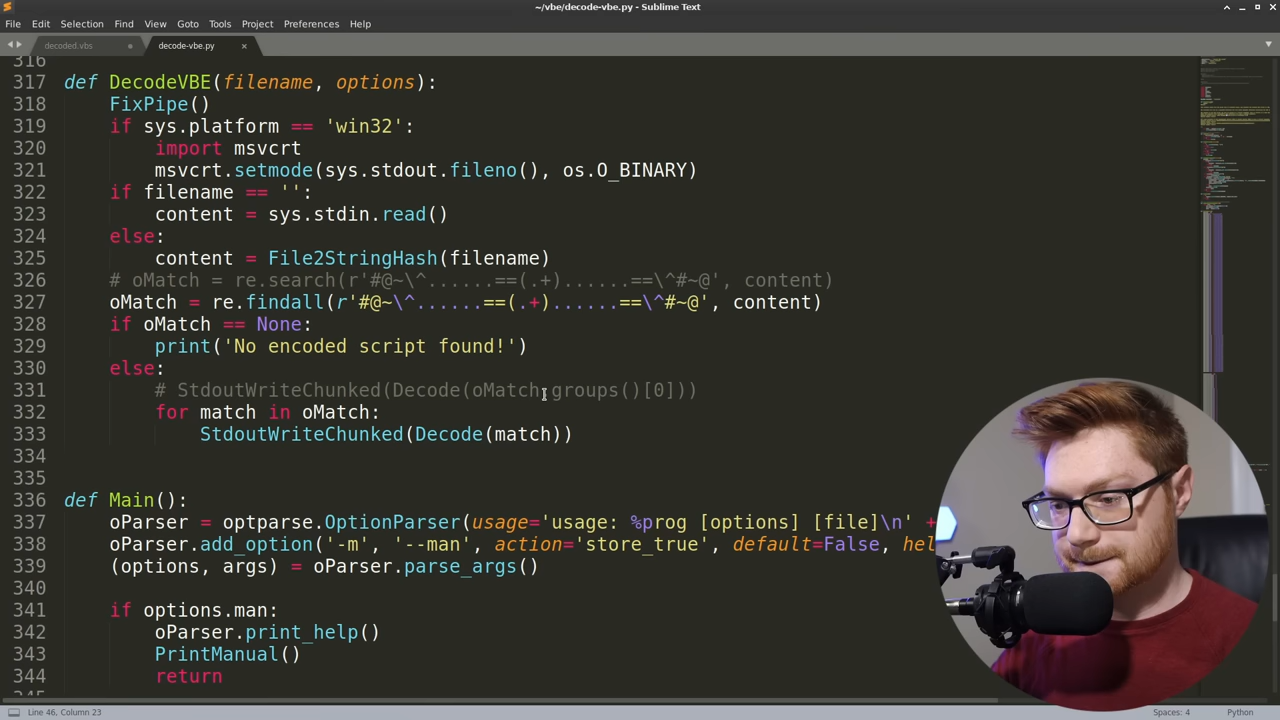 ~/vbe/decode-vbe.py - Sublime Text
File Edit Selection Find View Goto Tools Project Preferences Help
decoded.vbs
decode-vbe.py
316
317 def DecodeVBE(filename, options):
318 FixPipe()
319 if sys.platform == 'win32':
320 import msvcrt
321 msvcrt.setmode(sys.stdout.fileno(), os.O_BINARY)
322 if filename == '':
323 content = sys.stdin.read()
324 else:
325 content = File2StringHash(filename)
326 # oMatch = re.search(r'#@~\^......==(.+)......==\^#~@', content)
327 oMatch = re.findall(r'#@~\^......==(.+)......==\^#~@', content)
328 if oMatch == None:
329 print('No encoded script found!')
330 else:
331 # StdoutWriteChunked(Decode(oMatch.groups()[0]))
332 for match in oMatch:
333 StdoutWriteChunked(Decode(match))
334
335
336 def Main():
337 oParser = optparse.OptionParser(usage='usage: %prog [options] [file]\n' +
338 oParser.add_option('-m', '--man', action='store_true', default=False, hel
339 (options, args) = oParser.parse_args()
340
341 if options.man:
342 oParser.print_help()
343 PrintManual()
344 return
Line 46, Column 23
Spaces: 4
Python